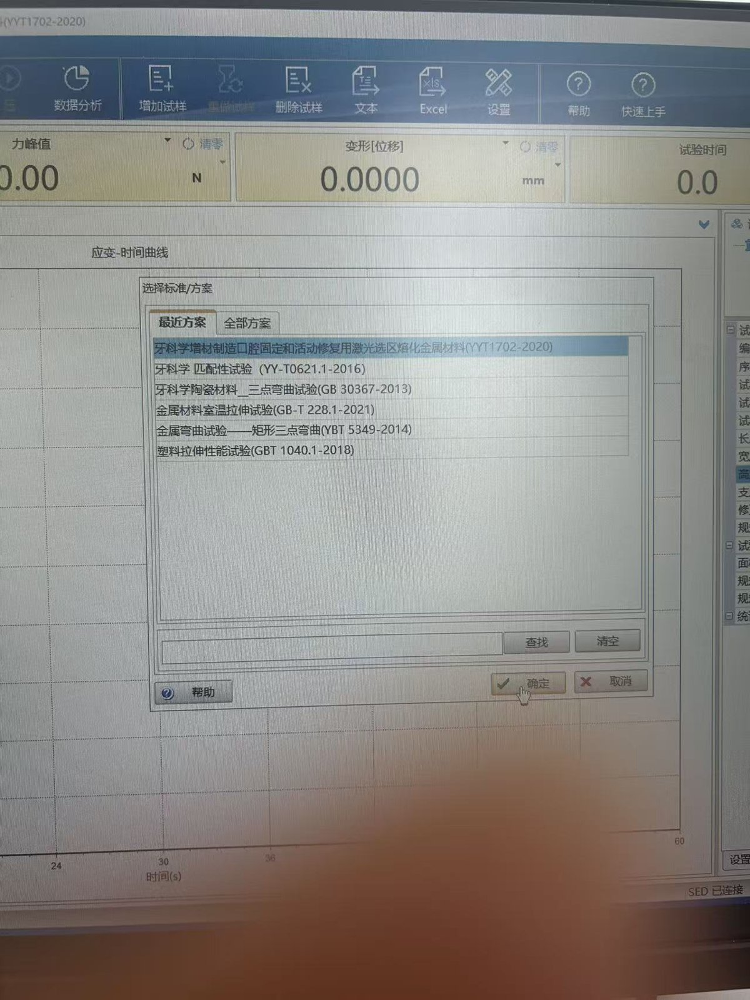 (YYT1702-2020)
数据分析
增加试样
重做试样
删除试样
文本
Excel
设置
帮助
快速上手
力峰值
清零
0.00
N
变形[位移]
清零
0.0000
mm
试验时间
0.0
应变-时间曲线
选择标准/方案
最近方案
全部方案
牙科学增材制造口腔固定和活动修复用激光选区熔化金属材料(YYT1702-2020)
牙科学 匹配性试验 (YY-T0621.1-2016)
牙科学陶瓷材料__三点弯曲试验(GB 30367-2013)
金属材料室温拉伸试验(GB-T 228.1-2021)
金属弯曲试验——矩形三点弯曲(YBT 5349-2014)
塑料拉伸性能试验(GBT 1040.1-2018)
查找
清空
帮助
确定
取消
试
编
序
试
试
试
长
宽
高
支
修
规
试
面
规
规
统
24
30
36
60
时间(s)
设置
SED 已连接